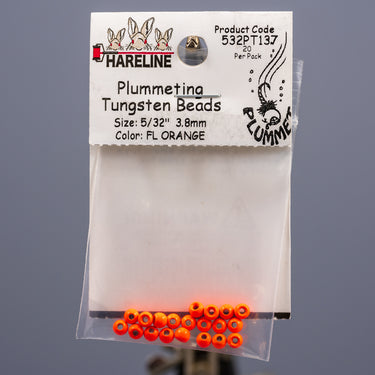 HARELINE
Product Code
532PT137
20
Per Pack
Plummeting
Tungsten Beads
Size: 5/32" 3.8mm
Color: FL ORANGE
PLUMMET